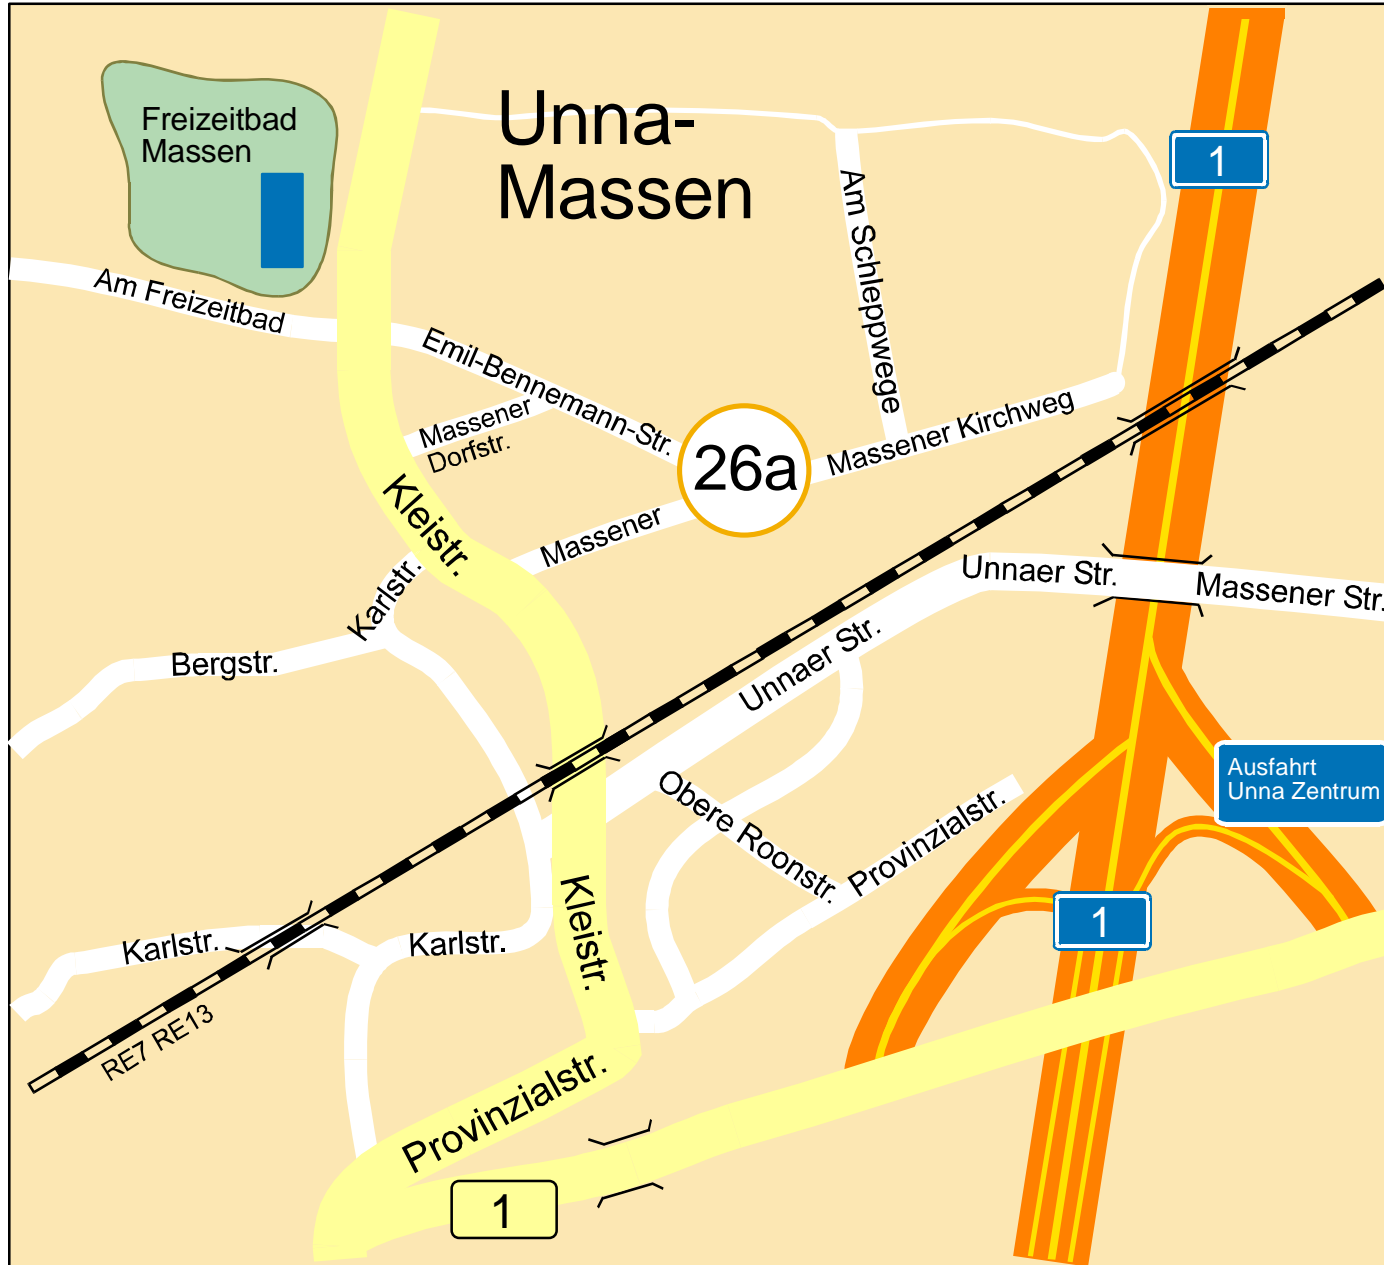 Unna-
Massen
Freizeitbad
Massen
1
Am Schleppwege
Am Freizeitbad
Emil-Bennemann-Str.
Massener
Dorfstr.
26a
Massener Kirchweg
Kleistr.
Massener
Karlstr.
Unnaer Str.
Massener Str.
Bergstr.
Unnaer Str.
Obere Roonstr.
Provinzialstr.
Ausfahrt
Unna Zentrum
Kleistr.
1
Karlstr.
Karlstr.
RE7 RE13
Provinzialstr.
1